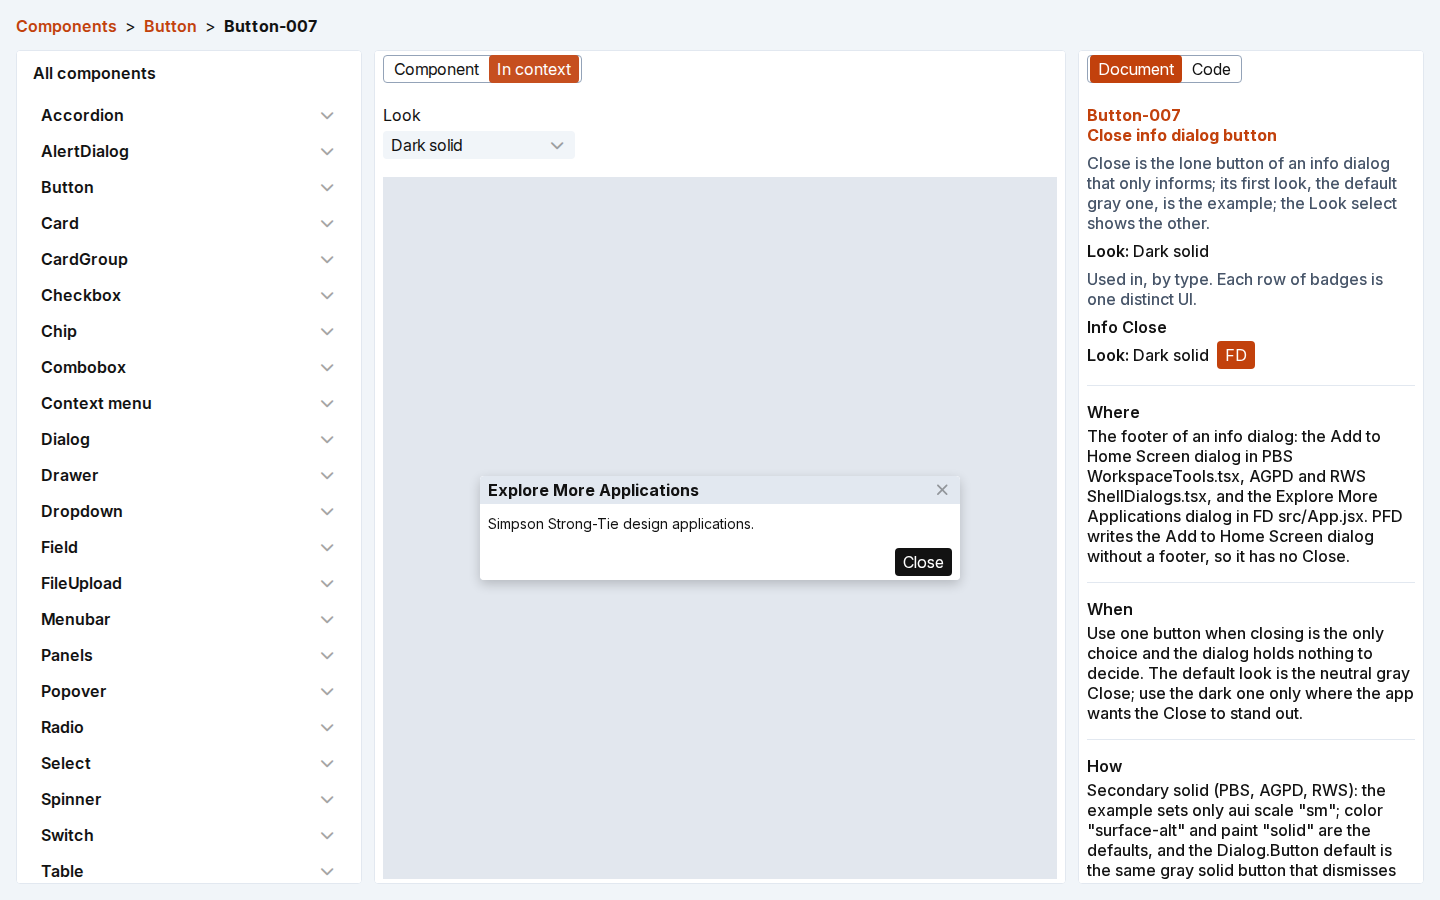 Components > Button > Button-007
All components
Accordion
AlertDialog
Button
Card
CardGroup
Checkbox
Chip
Combobox
Context menu
Dialog
Drawer
Dropdown
Field
FileUpload
Menubar
Panels
Popover
Radio
Select
Spinner
Switch
Table
Component In context
Look
Dark solid
Explore More Applications
Simpson Strong-Tie design applications.
Close
Document Code
Button-007
Close info dialog button
Close is the lone button of an info dialog
that only informs; its first look, the default
gray one, is the example; the Look select
shows the other.
Look: Dark solid
Used in, by type. Each row of badges is
one distinct UI.
Info Close
Look: Dark solid FD
Where
The footer of an info dialog: the Add to
Home Screen dialog in PBS
WorkspaceTools.tsx, AGPD and RWS
ShellDialogs.tsx, and the Explore More
Applications dialog in FD src/App.jsx. PFD
writes the Add to Home Screen dialog
without a footer, so it has no Close.
When
Use one button when closing is the only
choice and the dialog holds nothing to
decide. The default look is the neutral gray
Close; use the dark one only where the app
wants the Close to stand out.
How
Secondary solid (PBS, AGPD, RWS): the
example sets only aui scale "sm"; color
"surface-alt" and paint "solid" are the
defaults, and the Dialog.Button default is
the same gray solid button that dismisses